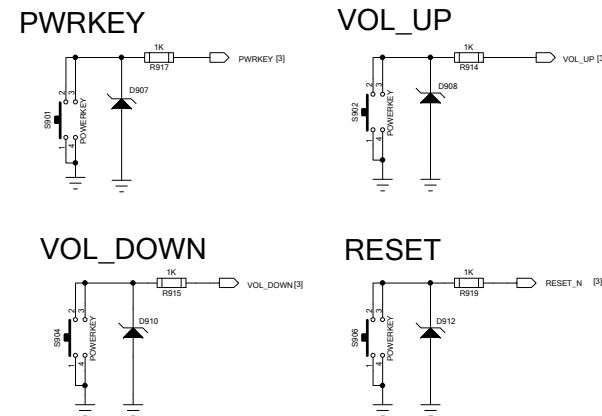 PWRKEY
1K
R917
PWRKEY [3]
D907
S901
2 3
1 4
POWERKEY
VOL_UP
1K
R914
VOL_UP [3
D908
S902
2 3
1 4
POWERKEY
VOL_DOWN
1K
R915
VOL_DOWN[3]
D910
S904
2 3
1 4
POWERKEY
RESET
1K
R919
RESET_N [3]
D912
S906
2 3
1 4
POWERKEY